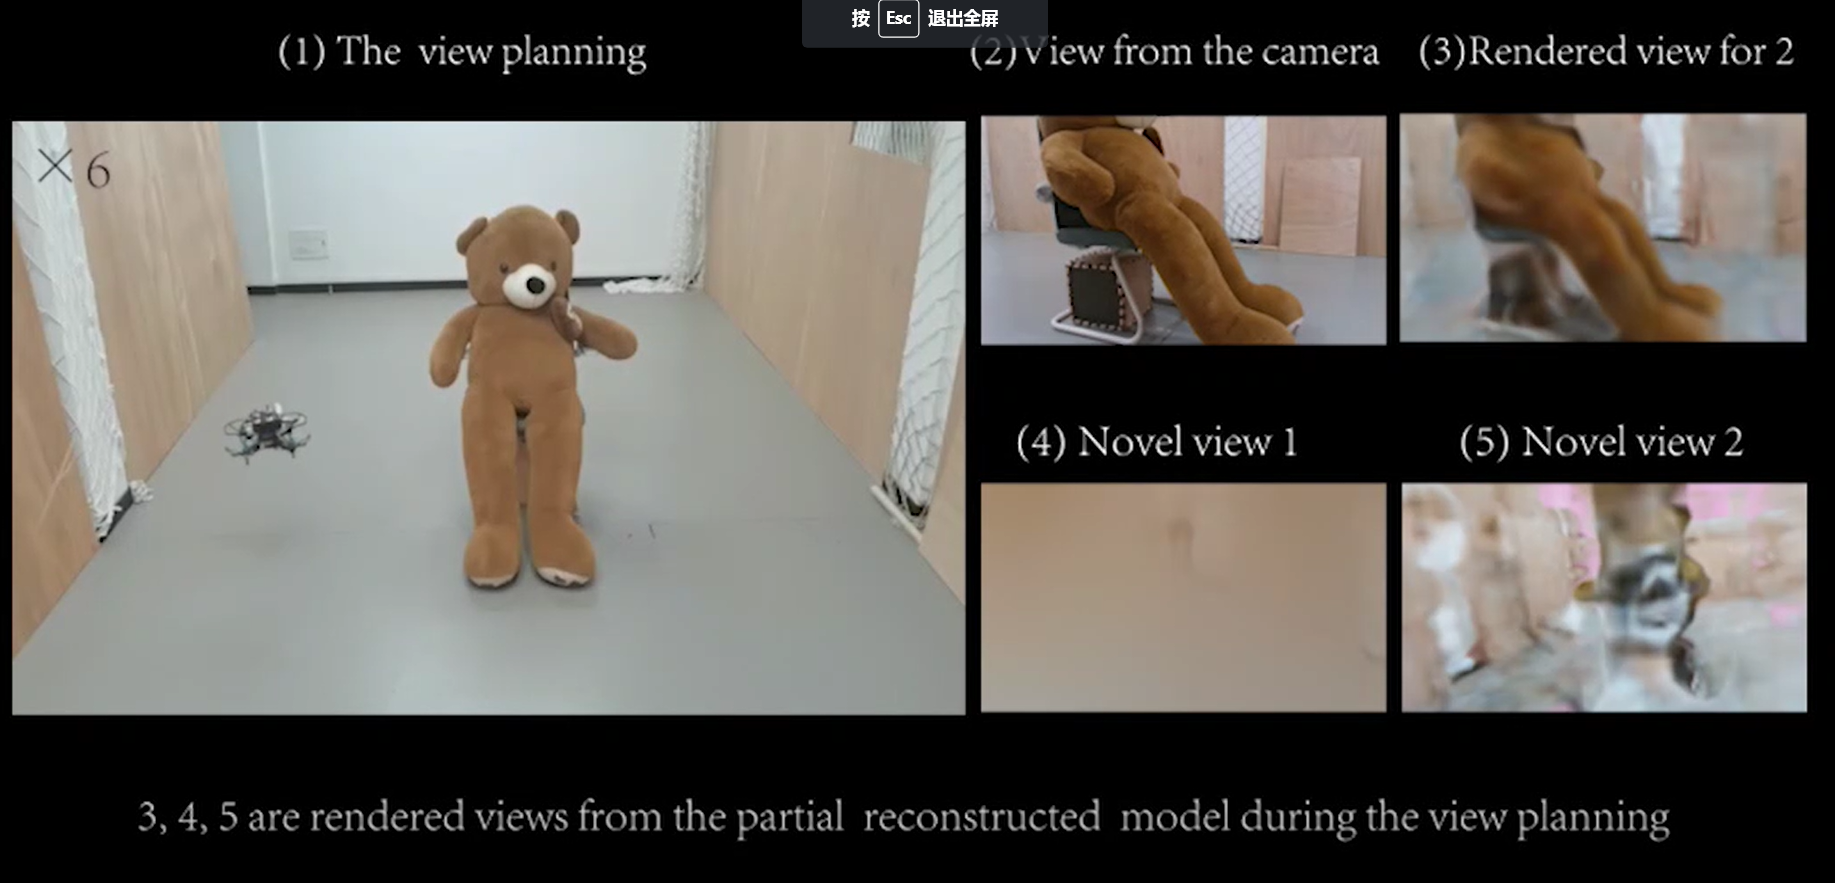 按 Esc 退出全屏
(1) The view planning
(2)View from the camera
(3)Rendered view for 2
×6
(4) Novel view 1
(5) Novel view 2
3, 4, 5 are rendered views from the partial reconstructed model during the view planning